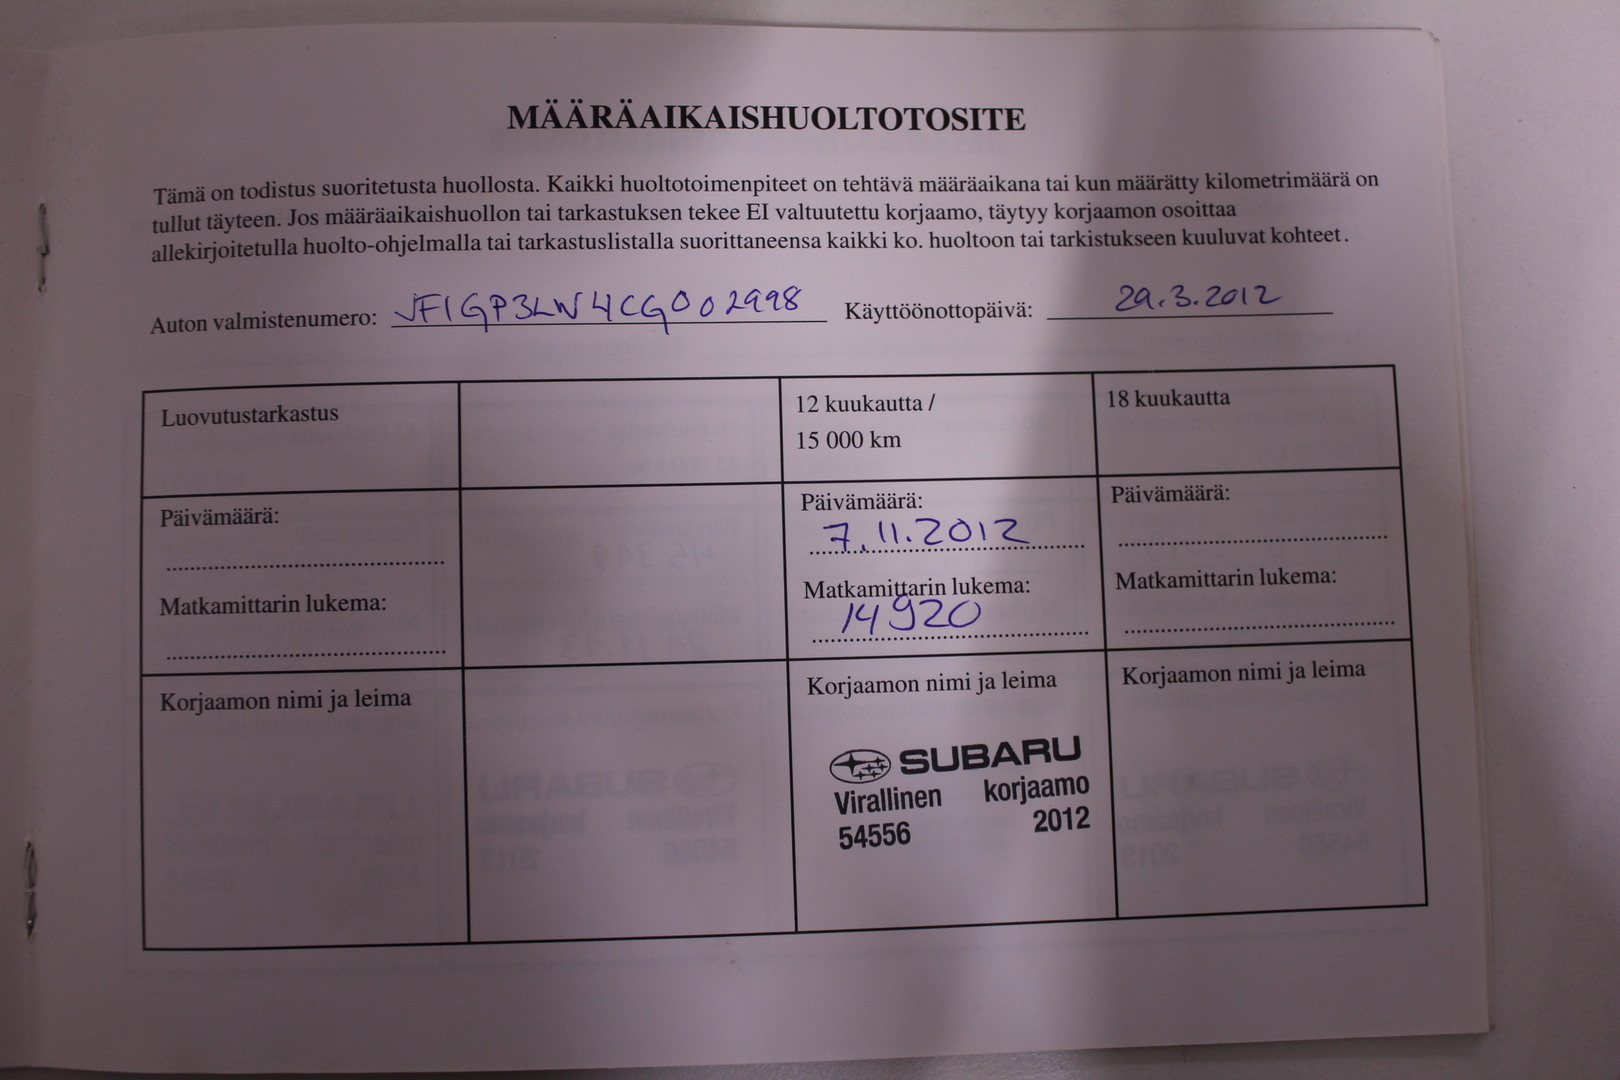 MÄÄRÄAIKAISHUOLTOTOSITE
Tämä on todistus suoritetusta huollosta. Kaikki huoltotoimenpiteet on tehtävä määräaikana tai kun määrätty kilometrimäärä on
tullut täyteen. Jos määräaikaishuollon tai tarkastuksen tekee EI valtuutettu korjaamo, täytyy korjaamon osoittaa
allekirjoitetulla huolto-ohjelmalla tai tarkastuslistalla suorittaneensa kaikki ko. huoltoon tai tarkistukseen kuuluvat kohteet.
Auton valmistenumero: JF1GP3LW4CG002998 Käyttöönottopäivä: 29.3.2012
Luovutustarkastus
Päivämäärä:
Matkamittarin lukema:
Korjaamon nimi ja leima
12 kuukautta /
15 000 km
Päivämäärä:
7.11.2012
Matkamittarin lukema:
14920
Korjaamon nimi ja leima
SUBARU
Virallinen korjaamo
54556 2012
18 kuukautta
Päivämäärä:
Matkamittarin lukema:
Korjaamon nimi ja leima